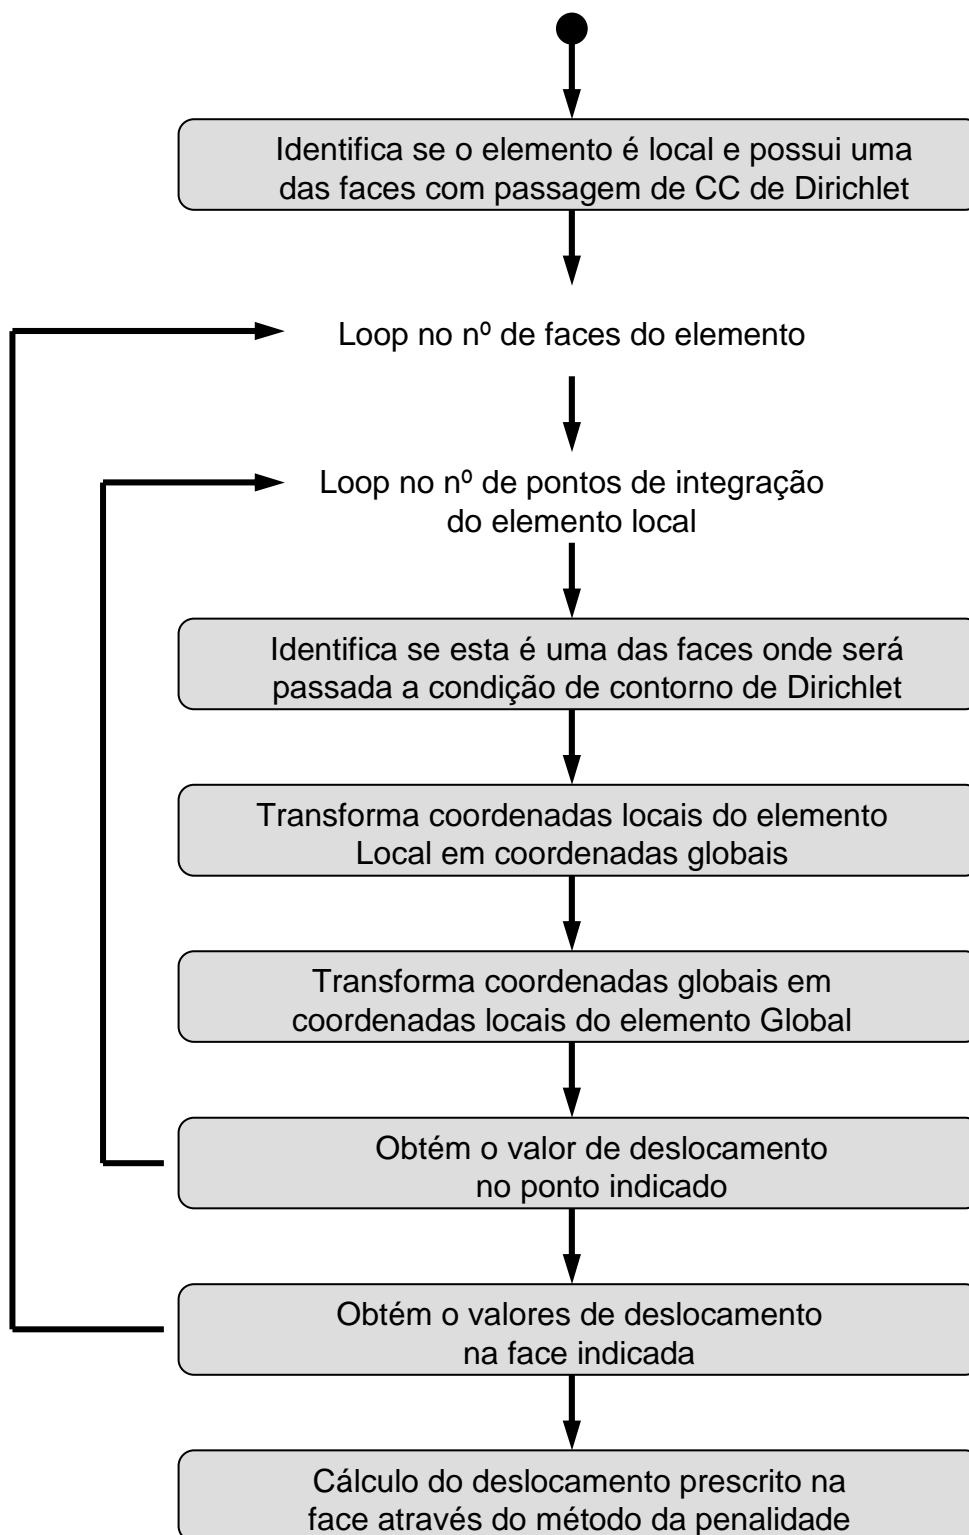 Identifica se o elemento é local e possui uma
das faces com passagem de CC de Dirichlet
Loop no nº de faces do elemento
Loop no nº de pontos de integração
do elemento local
Identifica se esta é uma das faces onde será
passada a condição de contorno de Dirichlet
Transforma coordenadas locais do elemento
Local em coordenadas globais
Transforma coordenadas globais em
coordenadas locais do elemento Global
Obtém o valor de deslocamento
no ponto indicado
Obtém o valores de deslocamento
na face indicada
Cálculo do deslocamento prescrito na
face através do método da penalidade